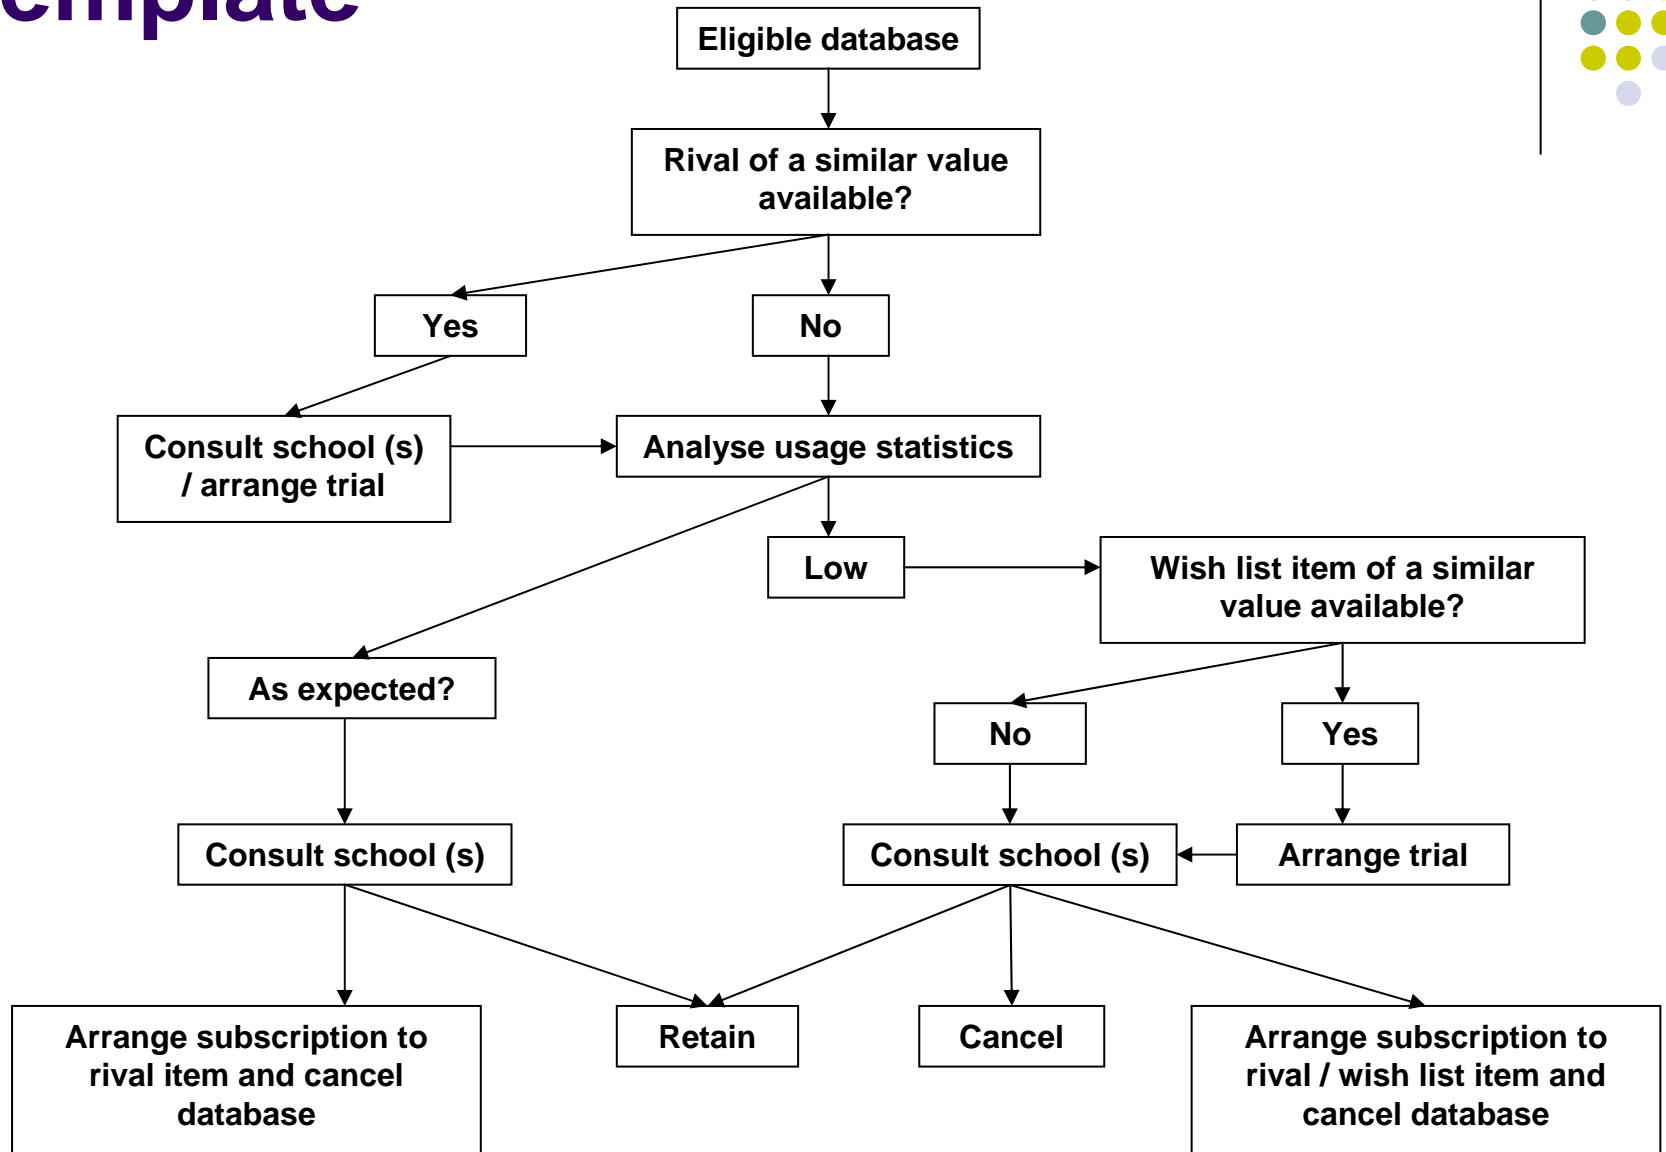 emplate
Eligible database
Rival of a similar value
available?
Yes
No
Consult school (s)
/ arrange trial
Analyse usage statistics
Low
Wish list item of a similar
value available?
As expected?
No
Yes
Consult school (s)
Consult school (s)
Arrange trial
Arrange subscription to
rival item and cancel
database
Retain
Cancel
Arrange subscription to
rival / wish list item and
cancel database